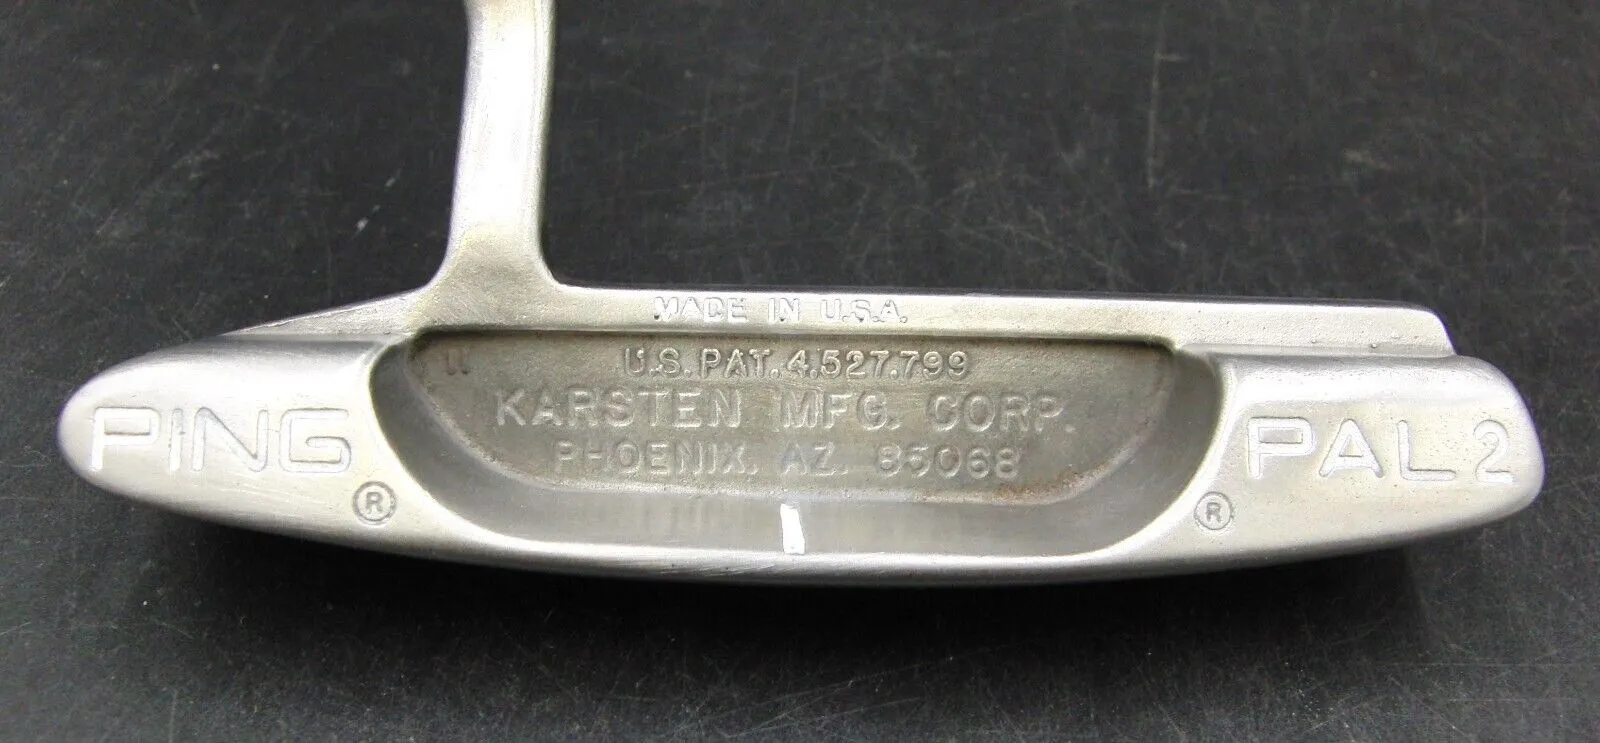 MADE IN U.S.A.
U.S. PAT. 4.527.799
KARSTEN MFG. CORP.
PHOENIX. AZ. 85068
PING ®
PAL 2 ®